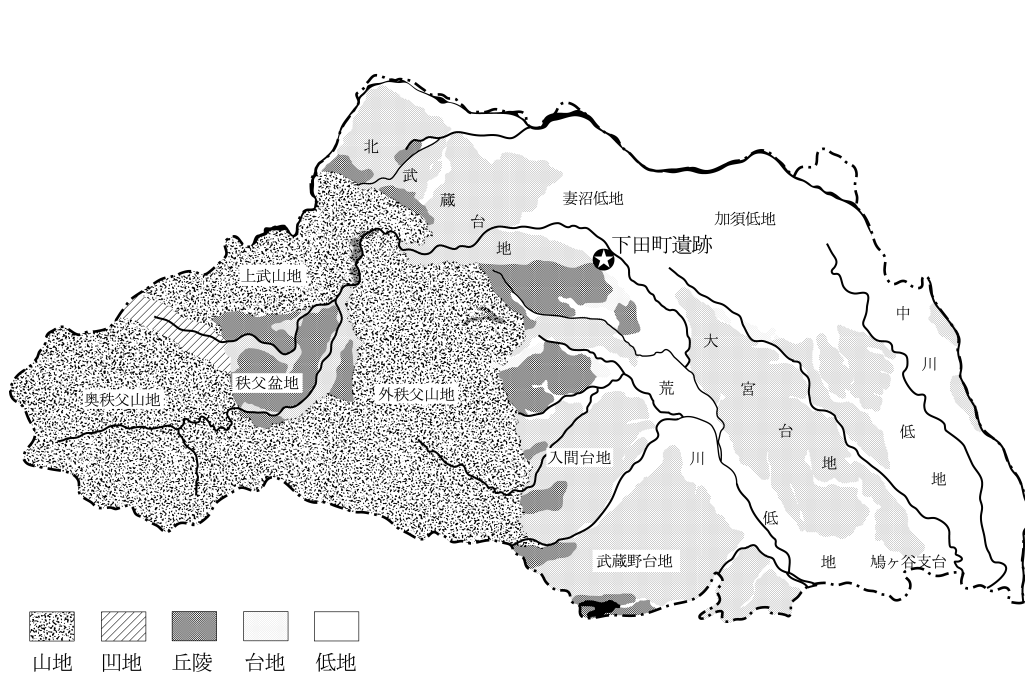 北武蔵台地
妻沼低地
加須低地
下田町遺跡
上武山地
中川低地
大宮台地
秩父盆地
奥秩父山地
外秩父山地
荒川低地
入間台地
武蔵野台地
鳩ヶ谷支台
山地
凹地
丘陵
台地
低地